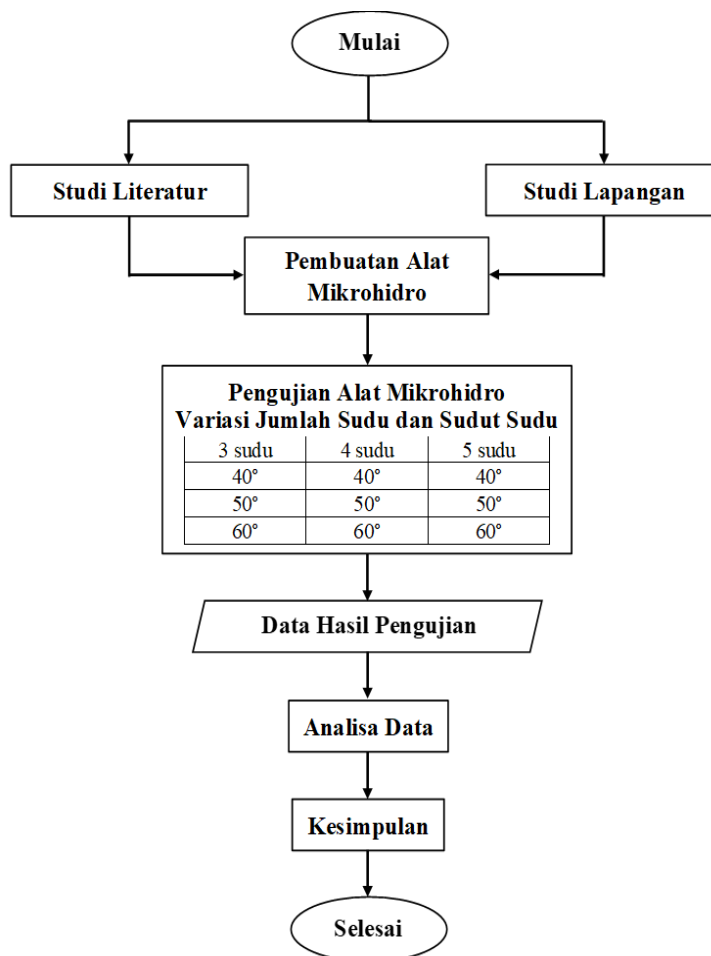 Mulai
Studi Literatur
Studi Lapangan
Pembuatan Alat
Mikrohidro
Pengujian Alat Mikrohidro
Variasi Jumlah Sudu dan Sudut Sudu
3 sudu 4 sudu 5 sudu
40° 40° 40°
50° 50° 50°
60° 60° 60°
Data Hasil Pengujian
Analisa Data
Kesimpulan
Selesai